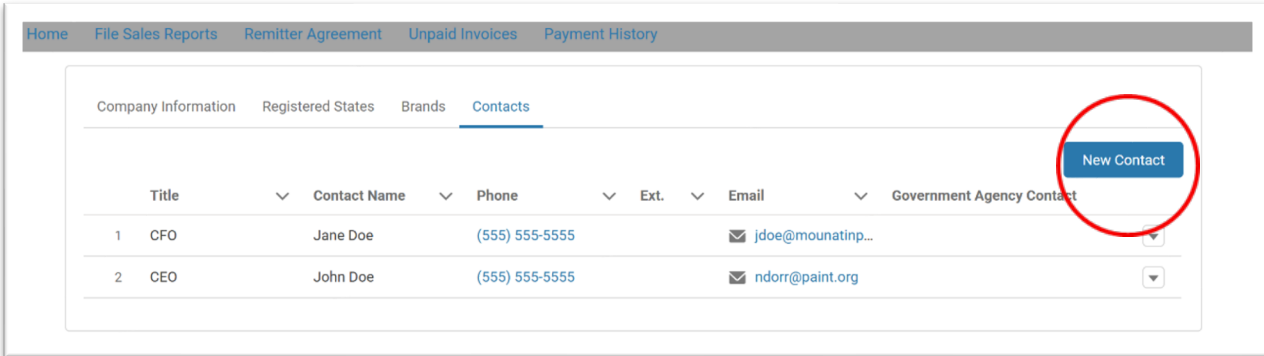 Home File Sales Reports Remitter Agreement Unpaid Invoices Payment History
Company Information Registered States Brands Contacts
New Contact
Title Contact Name Phone Ext. Email Government Agency Contact
1 CFO Jane Doe (555) 555-5555 jdoe@mounatinp...
2 CEO John Doe (555) 555-5555 ndorr@paint.org